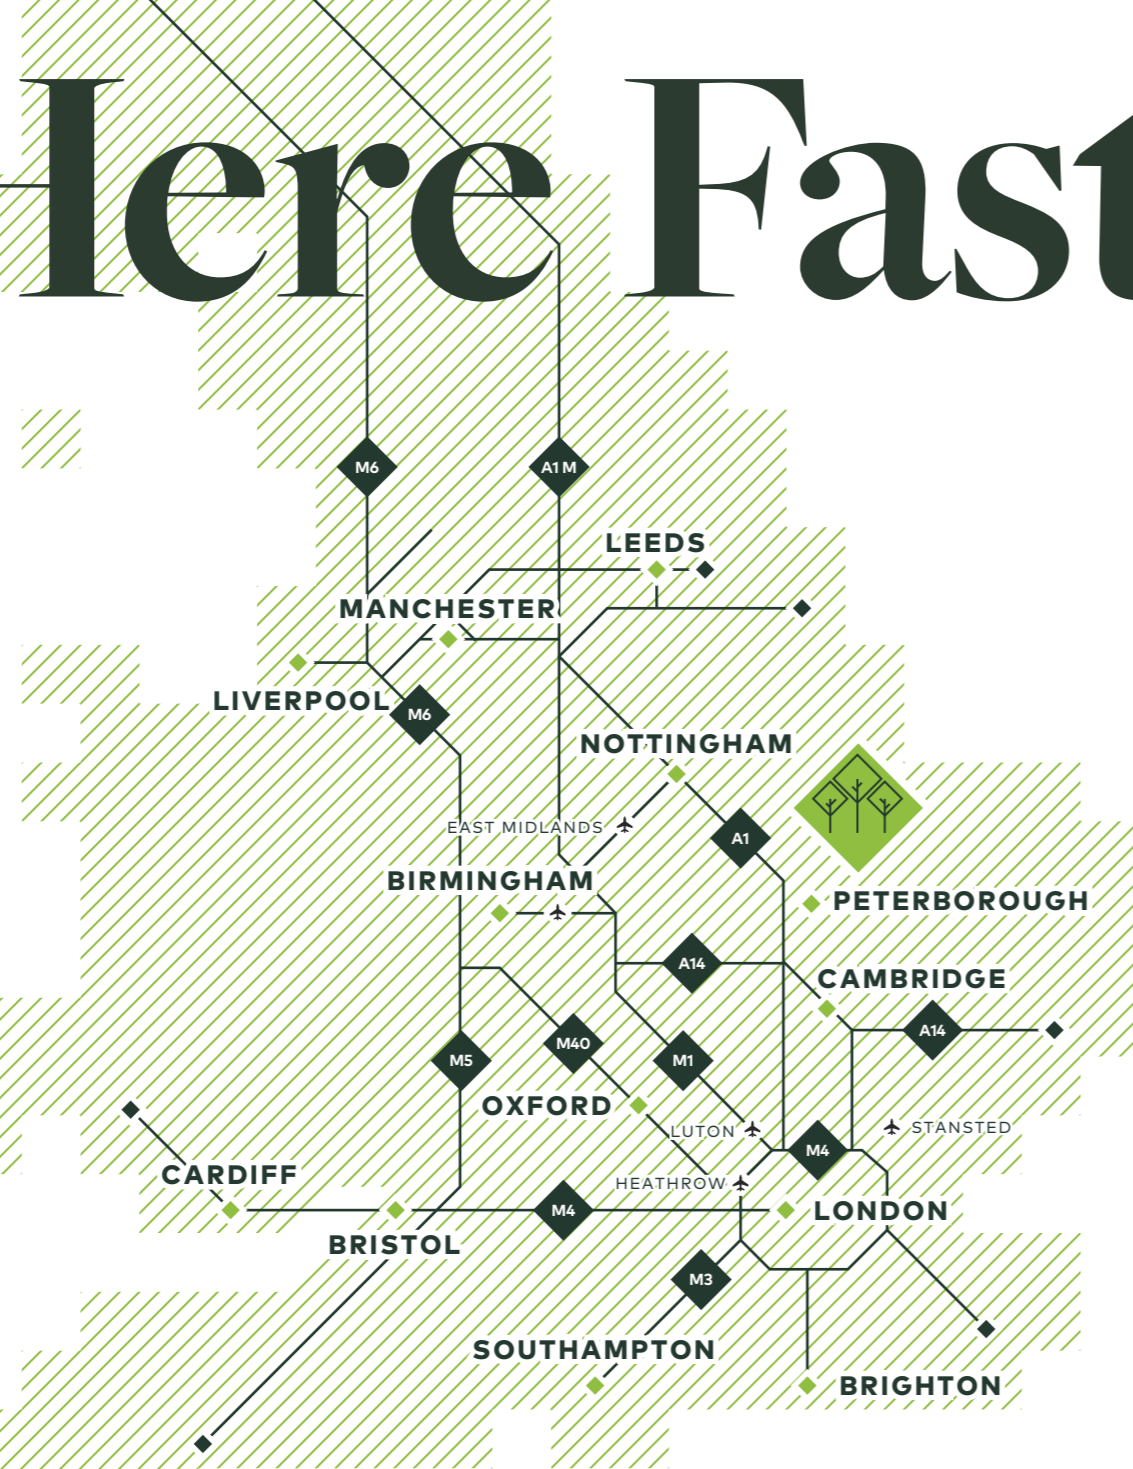 Here Fast
M6
A1 M
LEEDS
MANCHESTER
LIVERPOOL
M6
NOTTINGHAM
EAST MIDLANDS
A1
BIRMINGHAM
PETERBOROUGH
A14
CAMBRIDGE
A14
M40
M5
M1
OXFORD
LUTON
STANSTED
M4
CARDIFF
HEATHROW
M4
LONDON
BRISTOL
M3
SOUTHAMPTON
BRIGHTON